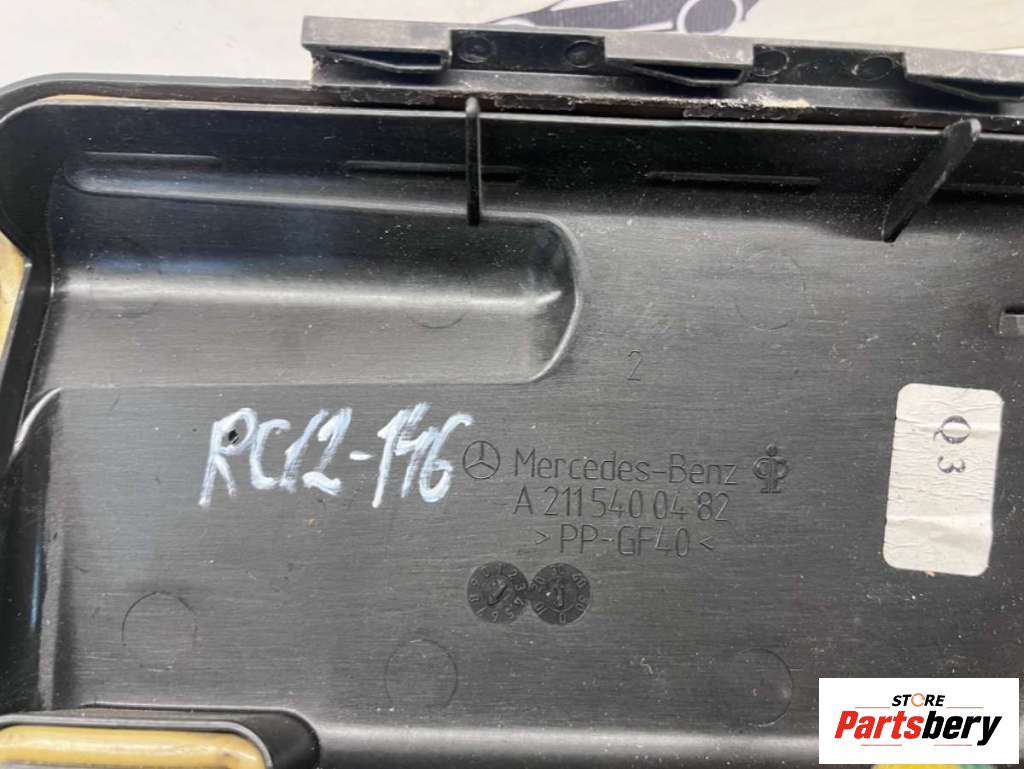 2
RC12-146
Mercedes-Benz
A 211 540 04 82
>PP-GF40<
Q3
STORE
Partsbery